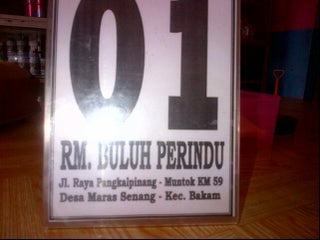 01
RM. BULUH PERINDU
Jl. Raya Pangkalpinang - Muntok KM 59
Desa Maras Senang - Kec. Bakam